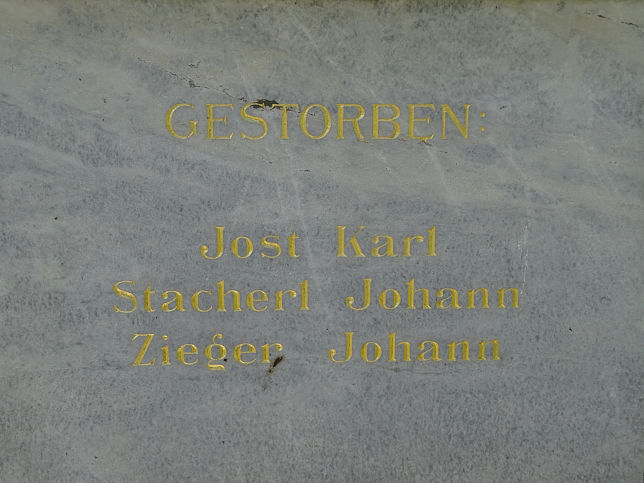 GESTORBEN:
Jost Karl
Stacherl Johann
Zieger Johann